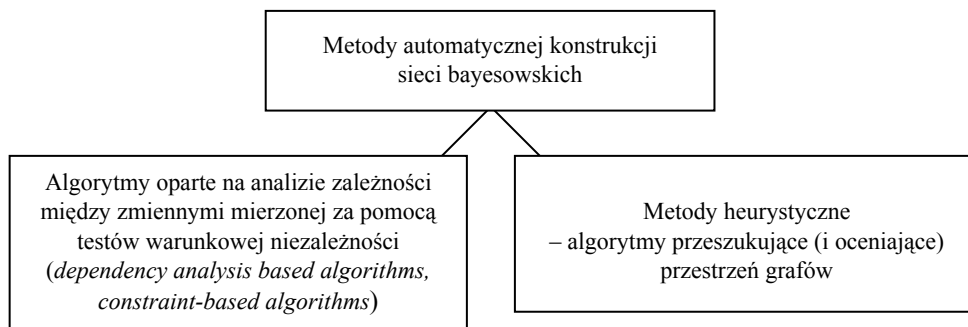 Metody automatycznej konstrukcji
sieci bayesowskich
Algorytmy oparte na analizie zależności
między zmiennymi mierzonej za pomocą
testów warunkowej niezależności
(dependency analysis based algorithms,
constraint-based algorithms)
Metody heurystyczne
– algorytmy przeszukujące (i oceniające)
przestrzeń grafów